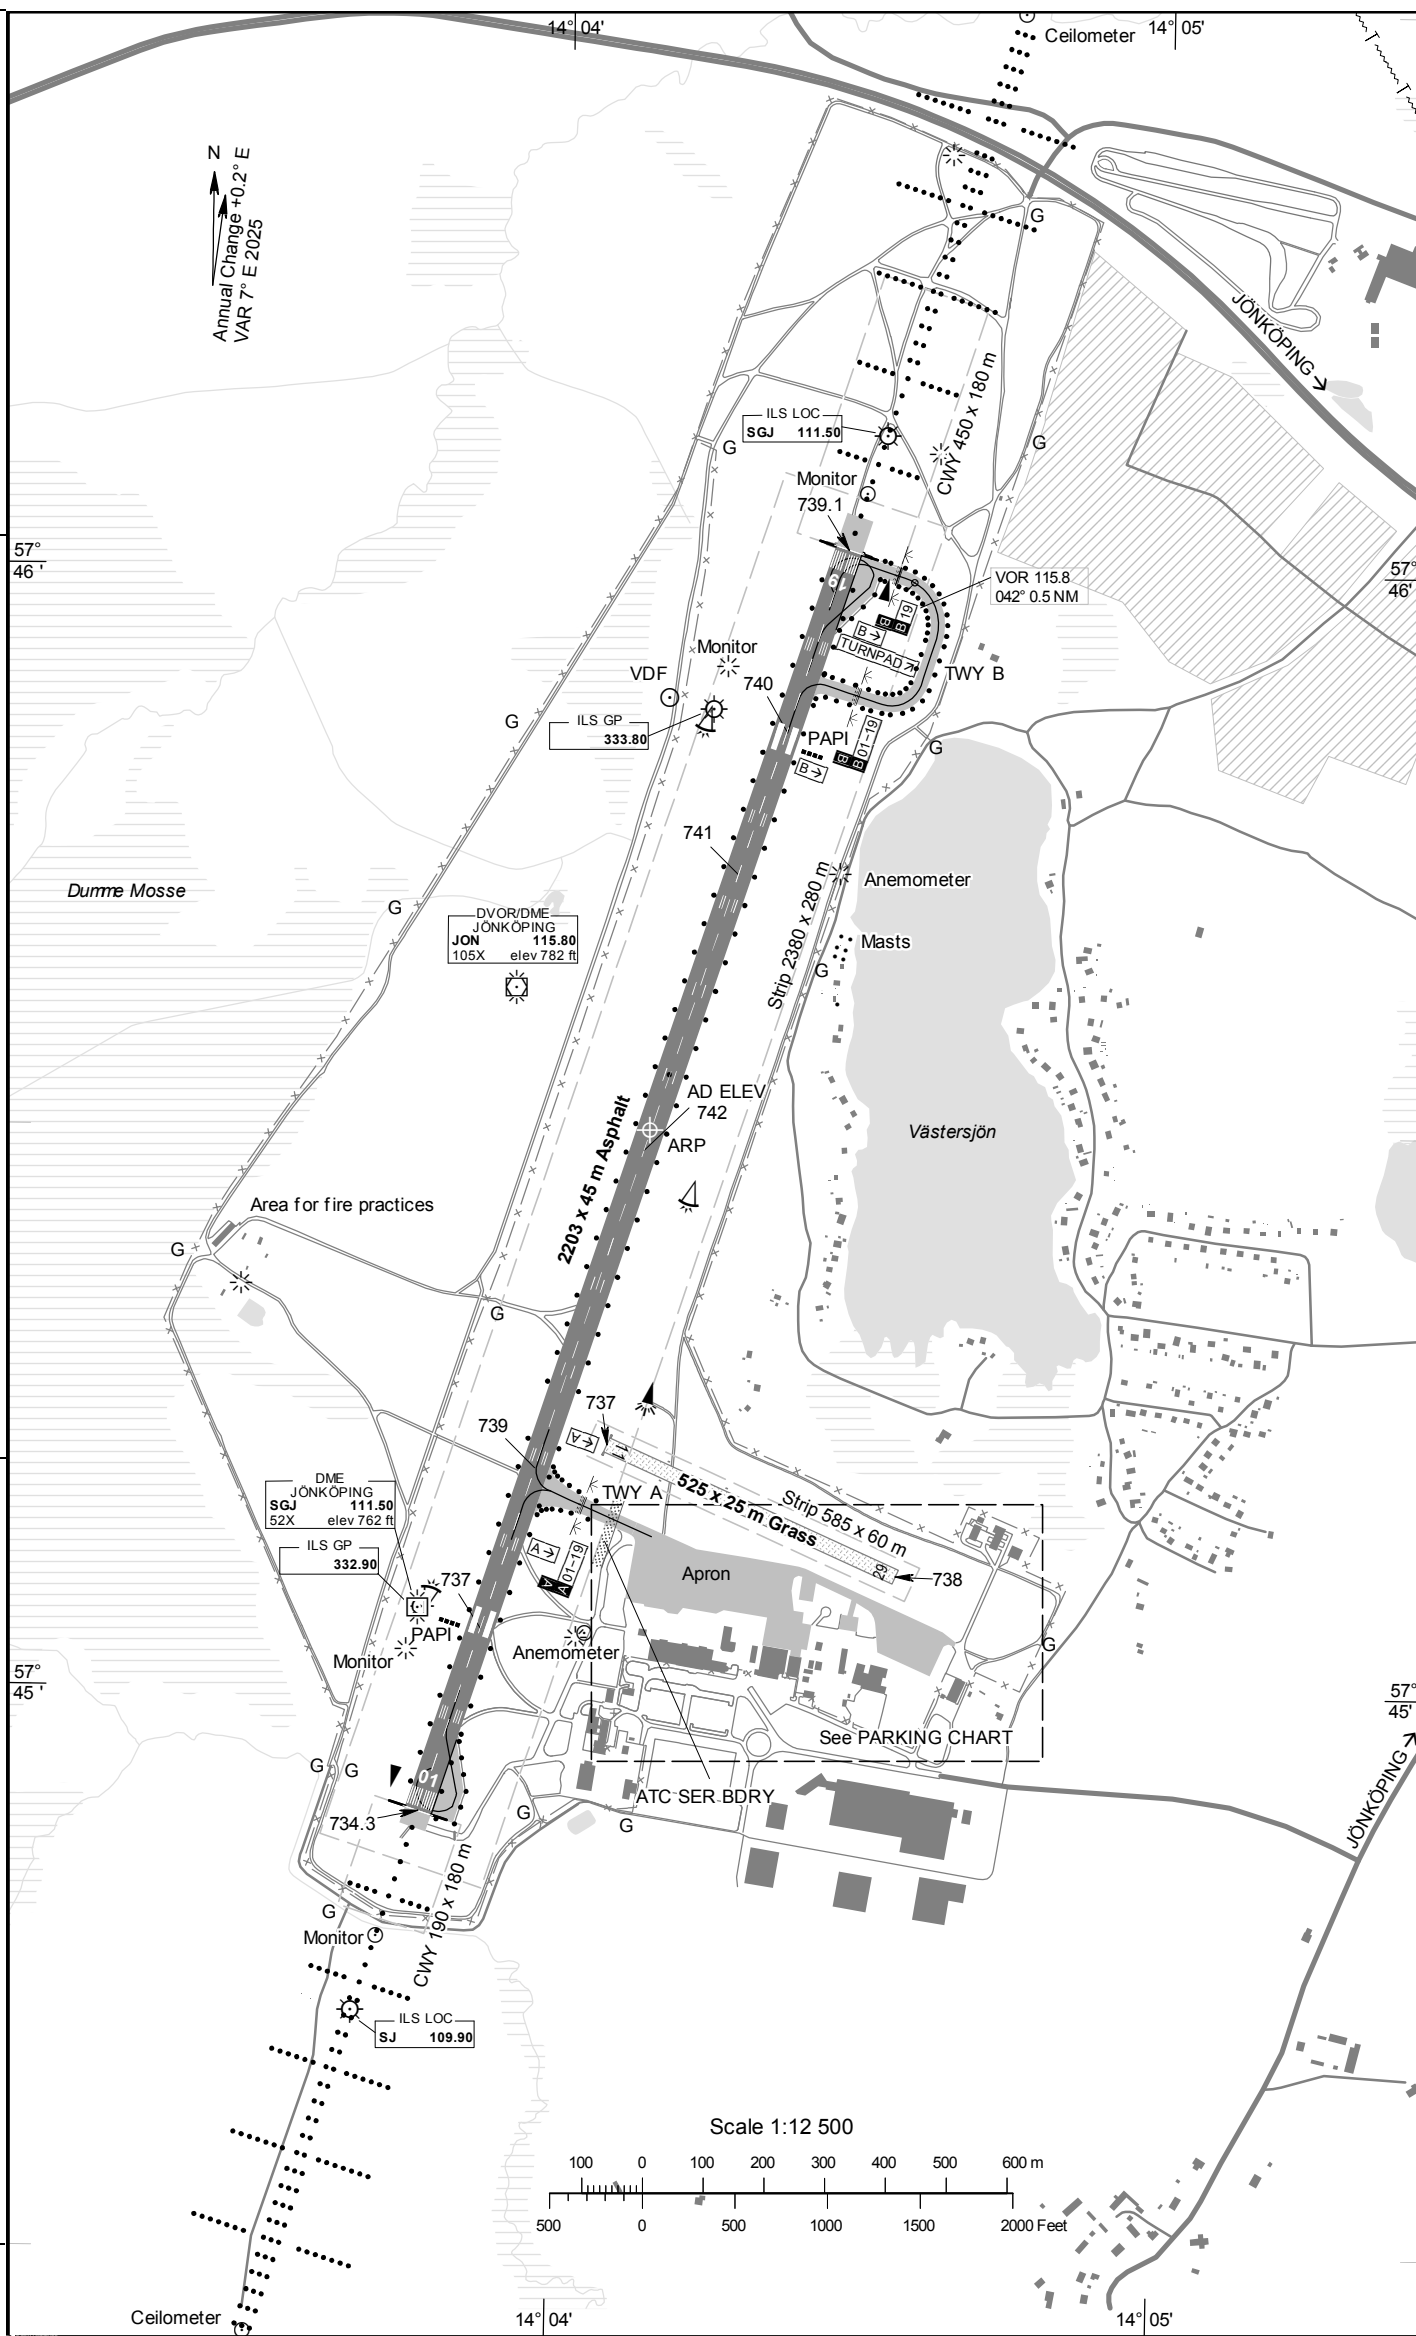 14° 04'
14° 05'
Ceilometer
T
T
N
Annual Change +0.2° E
VAR 7° E 2025
G
JÖNKÖPING →
CWY 450 x 180 m
ILS LOC
SGJ 111.50
G
G
Monitor
739.1
57°
46 '
57°
46'
VOR 115.8
042° 0.5 NM
19
B 19
B
B→
TURNPAD↗
Monitor
VDF
740
TWY B
G
ILS GP
333.80
PAPI
B 01-19
B
B→
G
741
Anemometer
Dumme Mosse
G
DVOR/DME
JÖNKÖPING
JON 115.80
105X elev 782 ft
Masts
G
Strip 2380 x 280 m
AD ELEV
742
ARP
Västersjön
2203 x 45 m Asphalt
Area for fire practices
G
G
737
739
A→
11
525 x 25 m Grass
Strip 585 x 60 m
DME
JÖNKÖPING
SGJ 111.50
52X elev 762 ft
TWY A
ILS GP
332.90
A→
A 01-19
A
Apron
29
738
737
PAPI
Anemometer
Monitor
G
57°
45 '
57°
45'
See PARKING CHART
G
G
01
ATC SER BDRY
JÖNKÖPING →
734.3
G
G
CWY 190 x 180 m
G
Monitor
ILS LOC
SJ 109.90
Scale 1:12 500
100 0 100 200 300 400 500 600 m
500 0 500 1000 1500 2000 Feet
Ceilometer
14° 04'
14° 05'